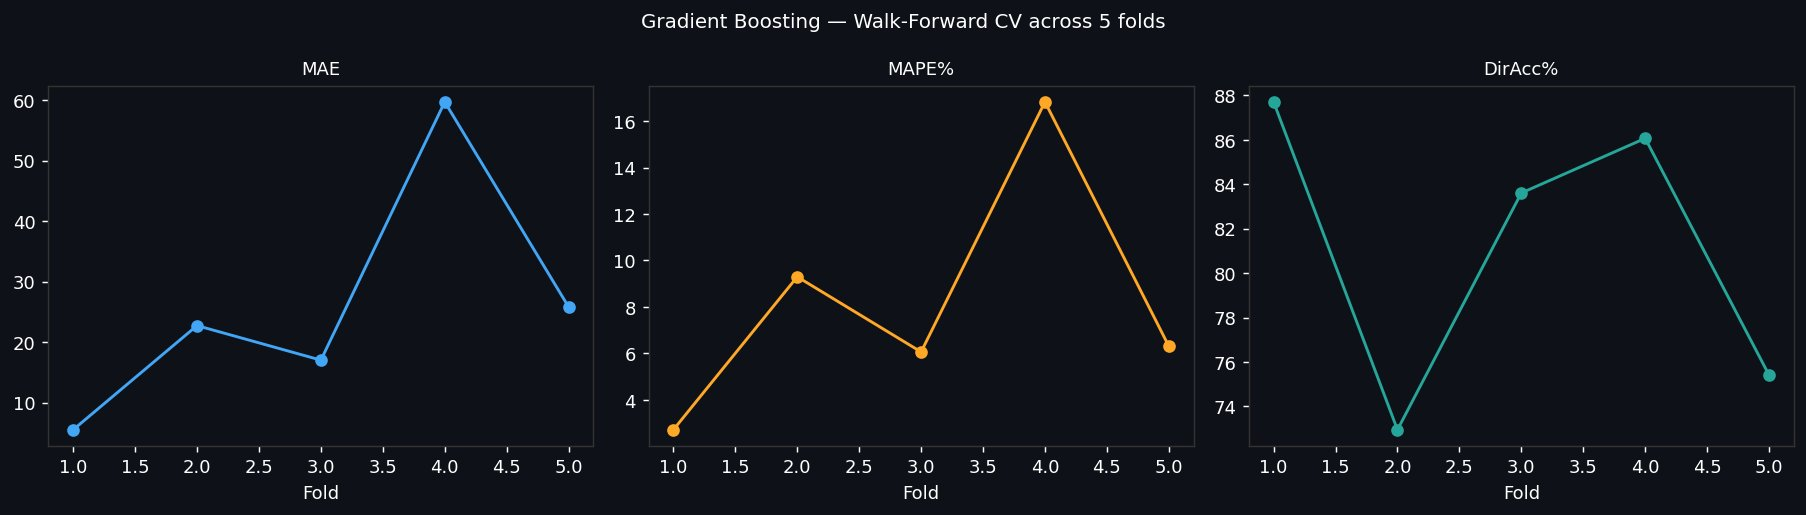 Gradient Boosting — Walk-Forward CV across 5 folds
MAE
60
50
40
30
20
10
1.0 1.5 2.0 2.5 3.0 3.5 4.0 4.5 5.0
Fold
MAPE%
16
14
12
10
8
6
4
1.0 1.5 2.0 2.5 3.0 3.5 4.0 4.5 5.0
Fold
DirAcc%
88
86
84
82
80
78
76
74
1.0 1.5 2.0 2.5 3.0 3.5 4.0 4.5 5.0
Fold